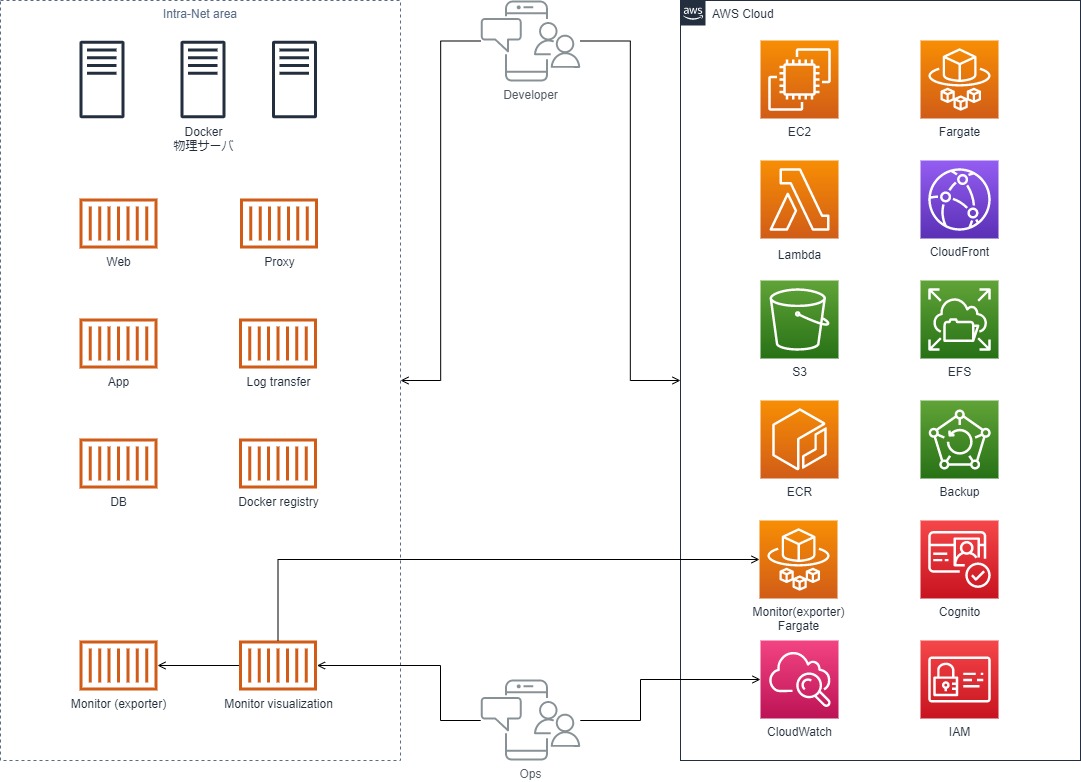 Intra-Net area
Docker
物理サーバ
Web
Proxy
App
Log transfer
DB
Docker registry
Monitor (exporter)
Monitor visualization
Developer
Ops
aws
AWS Cloud
EC2
Fargate
Lambda
CloudFront
S3
EFS
ECR
Backup
Monitor(exporter)
Fargate
Cognito
CloudWatch
IAM